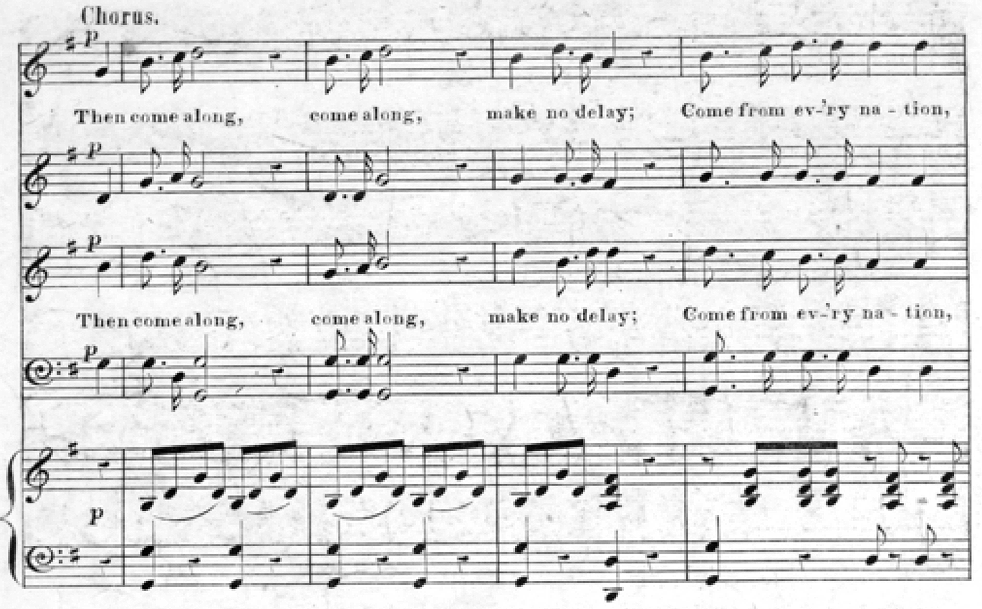 Chorus.
p
Then come along, come along, make no delay; Come from ev-'ry na - tion,
p
p
Then come along, come along, make no delay; Come from ev-'ry na - tion,
p
p